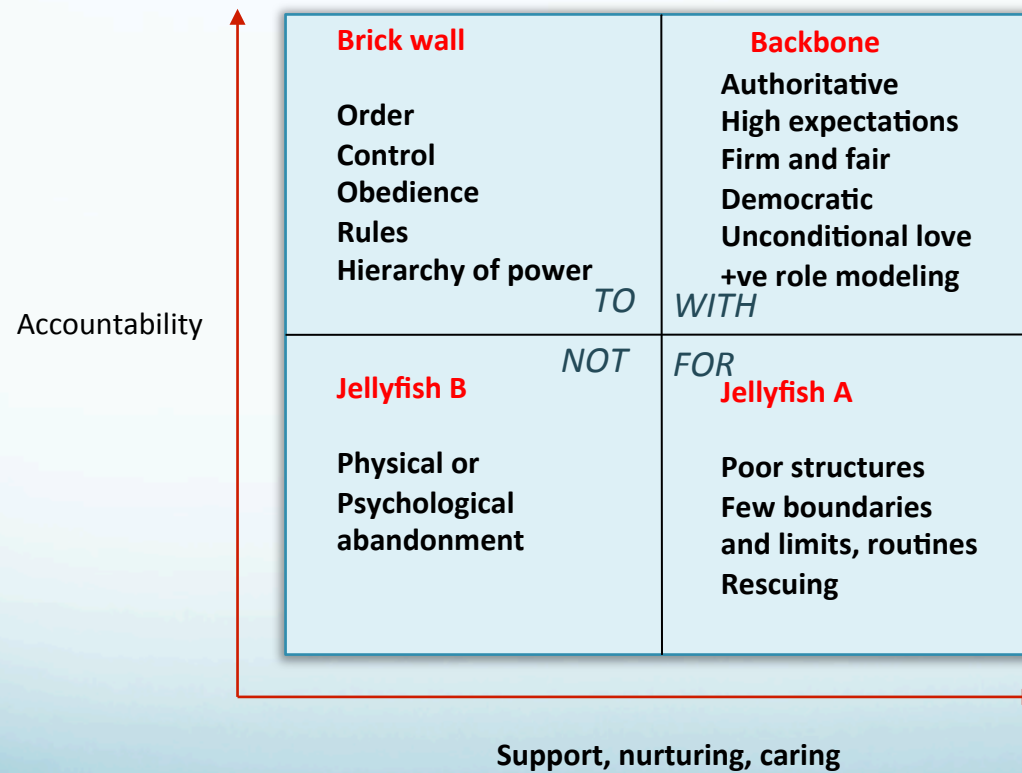 Brick wall
Order
Control
Obedience
Rules
Hierarchy of power
TO
Backbone
Authoritative
High expectations
Firm and fair
Democratic
Unconditional love
+ve role modeling
WITH
Accountability
NOT
Jellyfish B
Physical or
Psychological
abandonment
FOR
Jellyfish A
Poor structures
Few boundaries
and limits, routines
Rescuing
Support, nurturing, caring